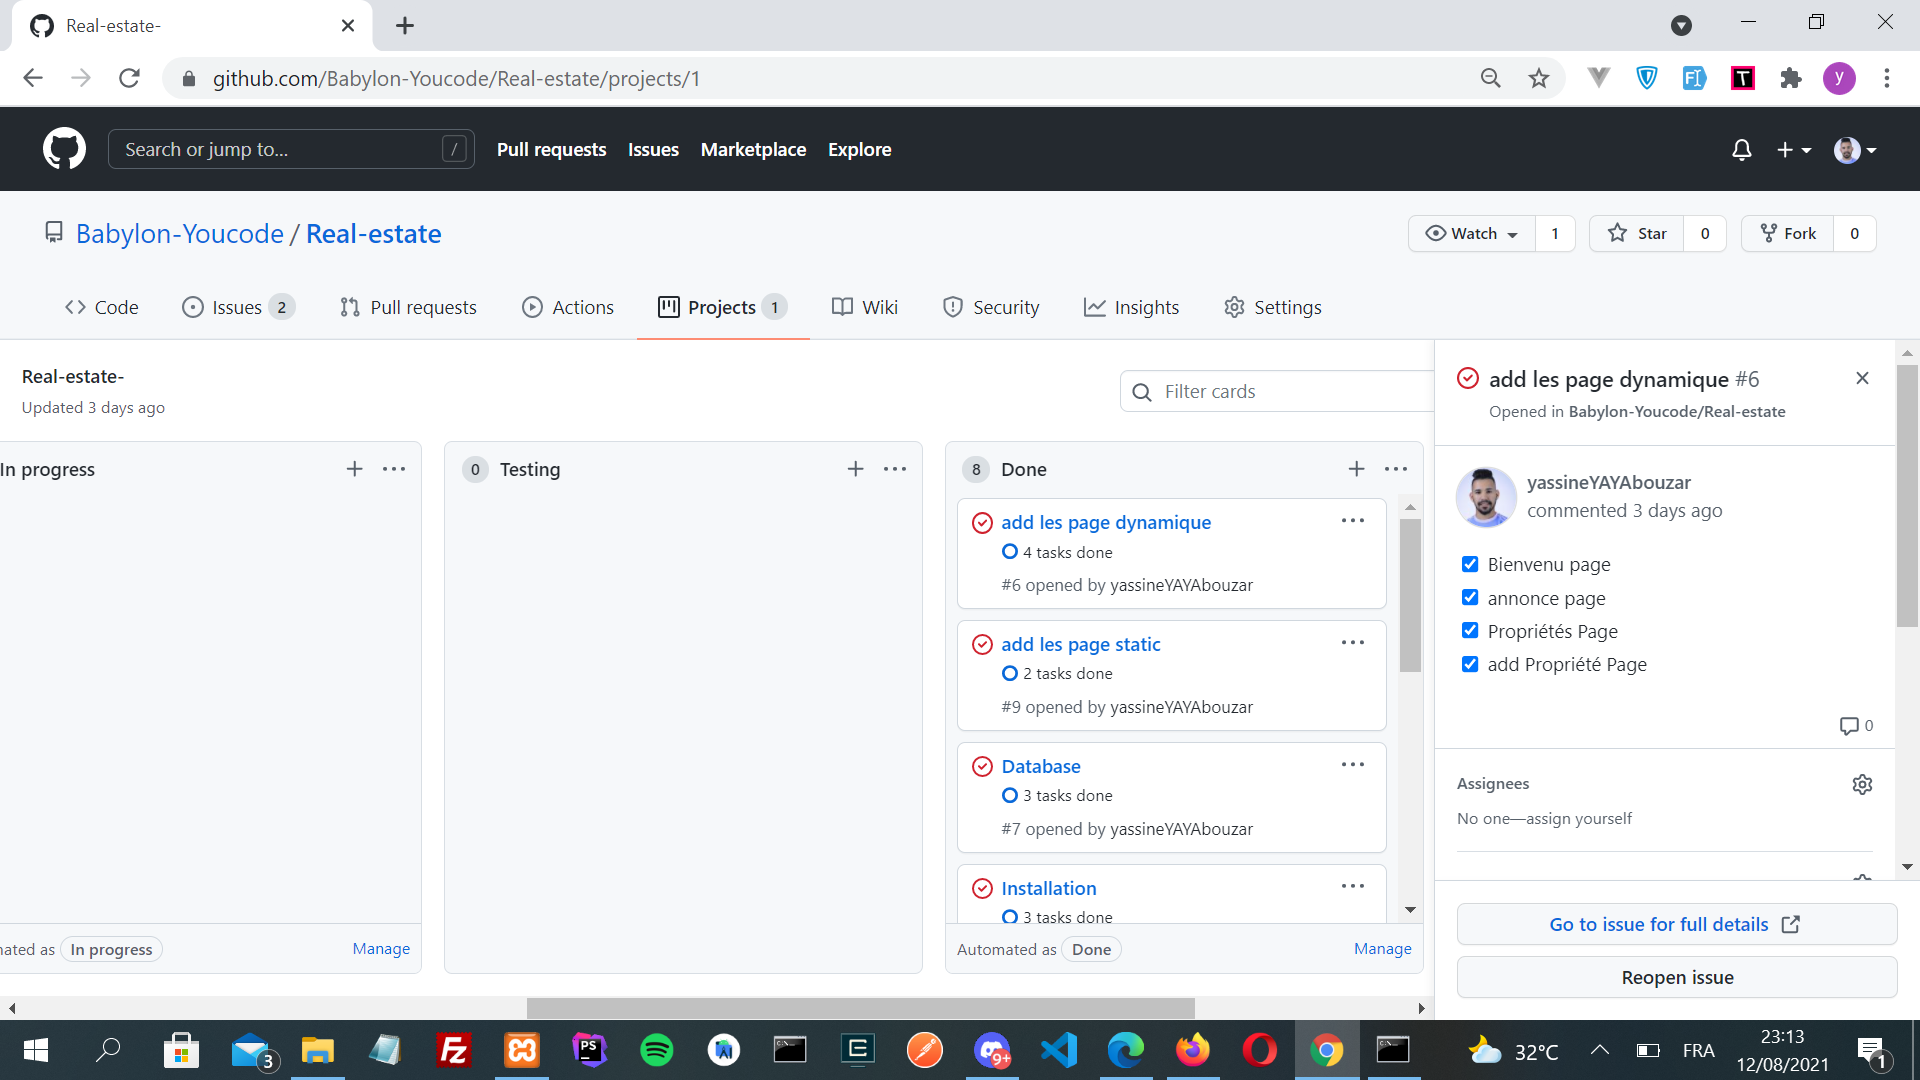 Real-estate-
github.com/Babylon-Youcode/Real-estate/projects/1
y
Search or jump to...
/
Pull requests
Issues
Marketplace
Explore
Babylon-Youcode / Real-estate
Watch 1
Star 0
Fork 0
Code
Issues 2
Pull requests
Actions
Projects 1
Wiki
Security
Insights
Settings
Real-estate-
Updated 3 days ago
Filter cards
In progress
0 Testing
8 Done
add les page dynamique
4 tasks done
#6 opened by yassineYAYAbouzar
add les page static
2 tasks done
#9 opened by yassineYAYAbouzar
Database
3 tasks done
#7 opened by yassineYAYAbouzar
Installation
3 tasks done
mated as In progress
Manage
Automated as Done
Manage
add les page dynamique #6
Opened in Babylon-Youcode/Real-estate
yassineYAYAbouzar
commented 3 days ago
Bienvenu page
annonce page
Propriétés Page
add Propriété Page
0
Assignees
No one—assign yourself
Go to issue for full details
Reopen issue
3
9+
32°C
FRA
23:13
12/08/2021
1